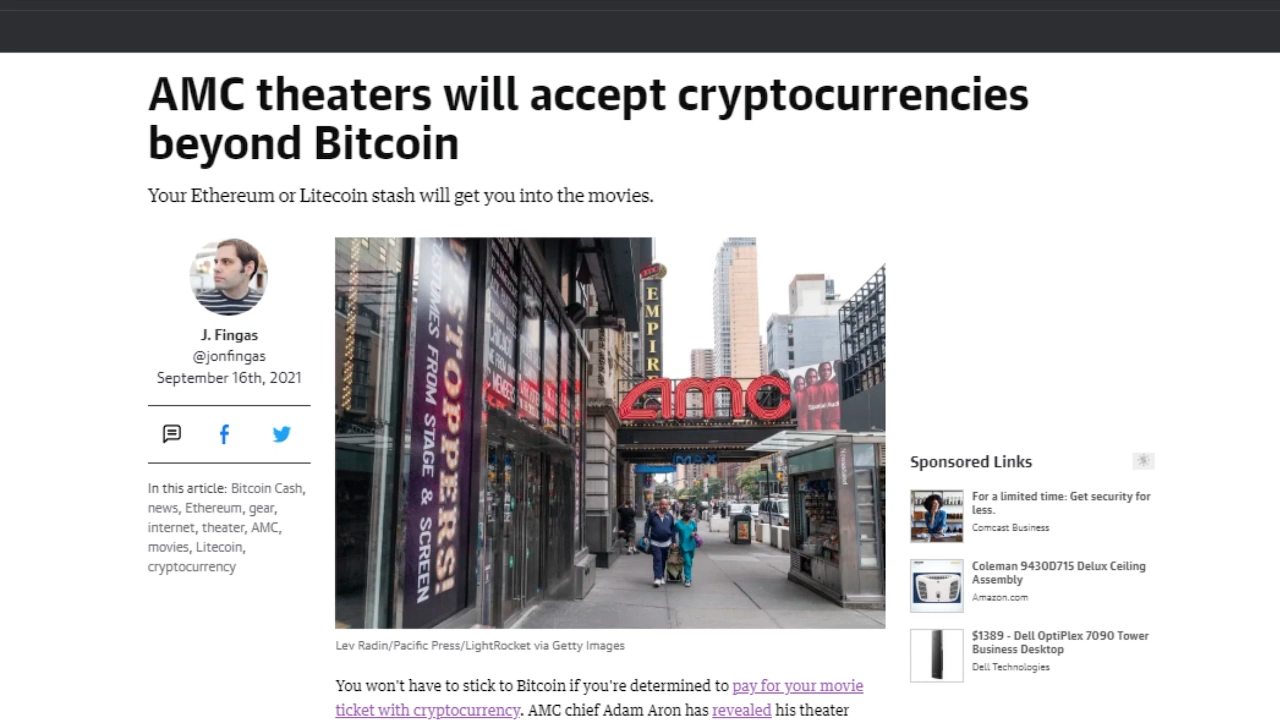 AMC theaters will accept cryptocurrencies
beyond Bitcoin
Your Ethereum or Litecoin stash will get you into the movies.
J. Fingas
@jonfingas
September 16th, 2021
In this article: Bitcoin Cash,
news, Ethereum, gear,
internet, theater, AMC,
movies, Litecoin,
cryptocurrency
STOPPERS!
COSTUMES FROM STAGE & SCREEN
EMPIRE
amc
IMAX
Lev Radin/Pacific Press/LightRocket via Getty Images
You won't have to stick to Bitcoin if you're determined to pay for your movie
ticket with cryptocurrency. AMC chief Adam Aron has revealed his theater
Sponsored Links
For a limited time: Get security for
less.
Comcast Business
Coleman 9430D715 Delux Ceiling
Assembly
Amazon.com
$1389 - Dell OptiPlex 7090 Tower
Business Desktop
Dell Technologies